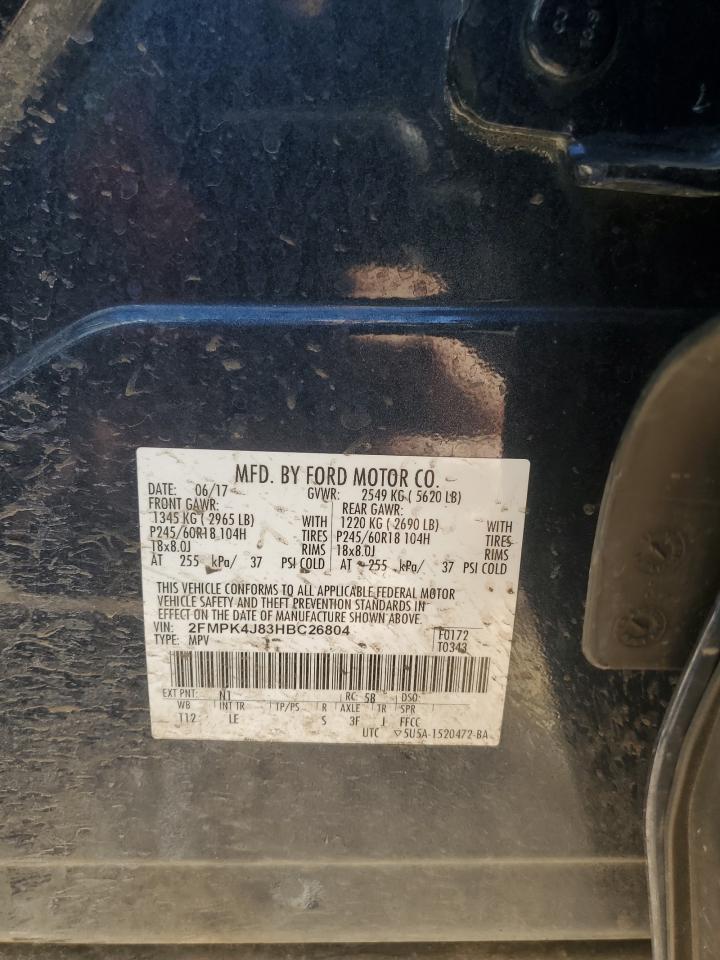 MFD. BY FORD MOTOR CO.
DATE: 06/17 GVWR: 2549 KG ( 5620 LB)
FRONT GAWR: REAR GAWR:
1345 KG ( 2965 LB) WITH 1220 KG ( 2690 LB) WITH
P245/60R18 104H TIRES P245/60R18 104H TIRES
18x8.0J RIMS 18x8.0J RIMS
AT 255 kPa/ 37 PSI COLD AT 255 kPa/ 37 PSI COLD
THIS VEHICLE CONFORMS TO ALL APPLICABLE FEDERAL MOTOR
VEHICLE SAFETY AND THEFT PREVENTION STANDARDS IN
EFFECT ON THE DATE OF MANUFACTURE SHOWN ABOVE.
VIN: 2FMPK4J83HBC26804 F0172
TYPE: MPV T0343
EXT PNT: N1 RC: 5B DSO:
WB INT TR TP/PS R AXLE TR SPR
T12 LE S 3F J FFCC
UTC ▽5U5A-1520472-BA